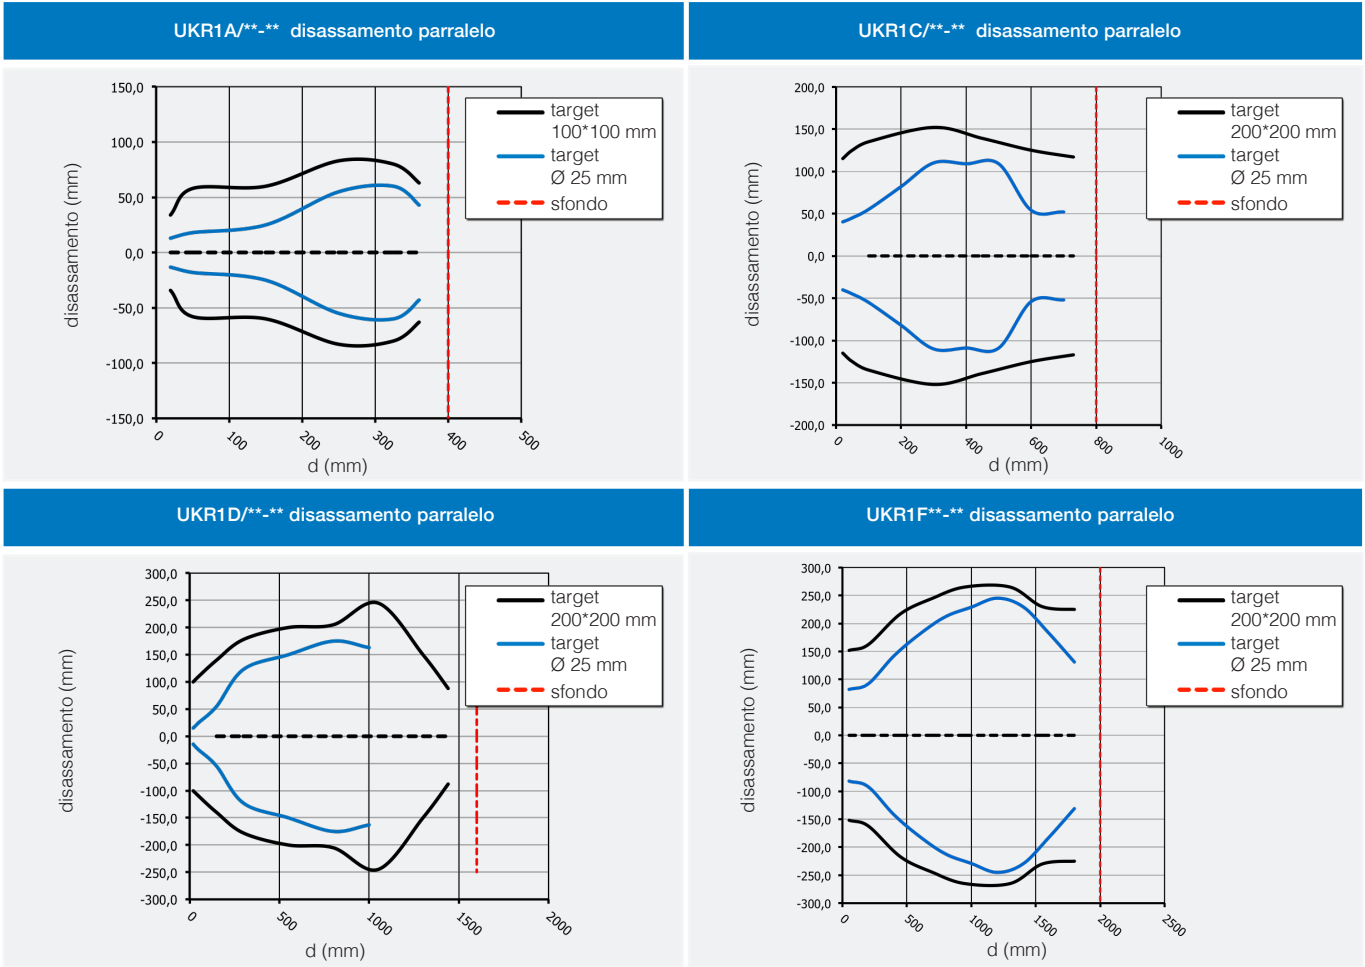 UKR1A/**-** disassamento parralelo
150,0
100,0
50,0
0,0
-50,0
-100,0
-150,0
disassamento (mm)
0
100
200
300
400
500
d (mm)
target
100*100 mm
target
Ø 25 mm
sfondo
UKR1C/**-** disassamento parralelo
200,0
150,0
100,0
50,0
0,0
-50,0
-100,0
-150,0
-200,0
disassamento (mm)
0
200
400
600
800
1000
d (mm)
target
200*200 mm
target
Ø 25 mm
sfondo
UKR1D/**-** disassamento parralelo
300,0
250,0
200,0
150,0
100,0
50,0
0,0
-50,0
-100,0
-150,0
-200,0
-250,0
-300,0
disassamento (mm)
0
500
1000
1500
2000
d (mm)
target
200*200 mm
target
Ø 25 mm
sfondo
UKR1F**-** disassamento parralelo
300,0
250,0
200,0
150,0
100,0
50,0
0,0
-50,0
-100,0
-150,0
-200,0
-250,0
-300,0
disassamento (mm)
0
500
1000
1500
2000
2500
d (mm)
target
200*200 mm
target
Ø 25 mm
sfondo